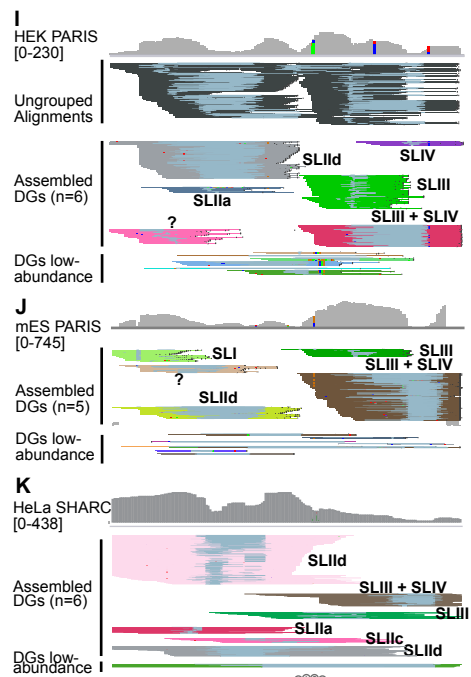 I
HEK PARIS
[0-230]
Ungrouped
Alignments
SLIId
SLIV
Assembled
DGs (n=6)
SLIIa
SLIII
?
SLIII + SLIV
DGs low-
abundance
J
mES PARIS
[0-745]
SLI
SLIII
?
SLIII + SLIV
Assembled
DGs (n=5)
SLIId
DGs low-
abundance
K
HeLa SHARC
[0-438]
SLIId
Assembled
DGs (n=6)
SLIII + SLIV
SLIII
SLIIa
SLIIc
SLIId
DGs low-
abundance